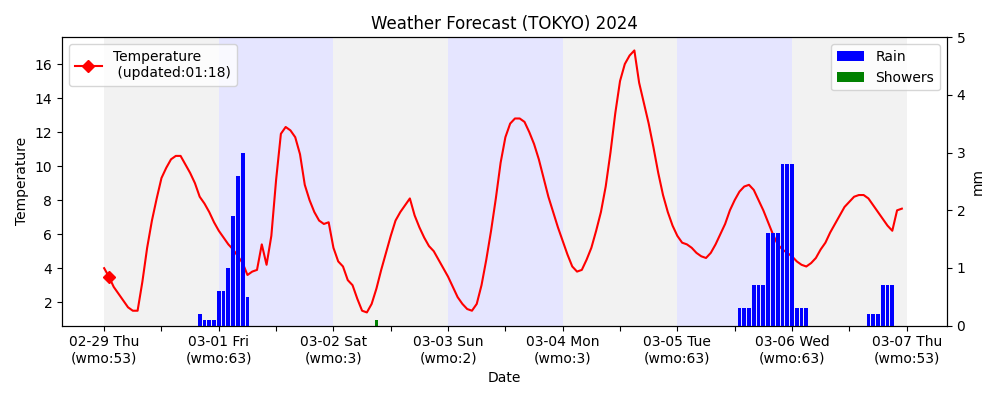 Weather Forecast (TOKYO) 2024
Temperature
(updated:01:18)
Rain
Showers
Temperature
16
14
12
10
8
6
4
2
5
4
3
2
1
0
mm
02-29 Thu
(wmo:53)
03-01 Fri
(wmo:63)
03-02 Sat
(wmo:3)
03-03 Sun
(wmo:2)
03-04 Mon
(wmo:3)
03-05 Tue
(wmo:63)
03-06 Wed
(wmo:63)
03-07 Thu
(wmo:53)
Date